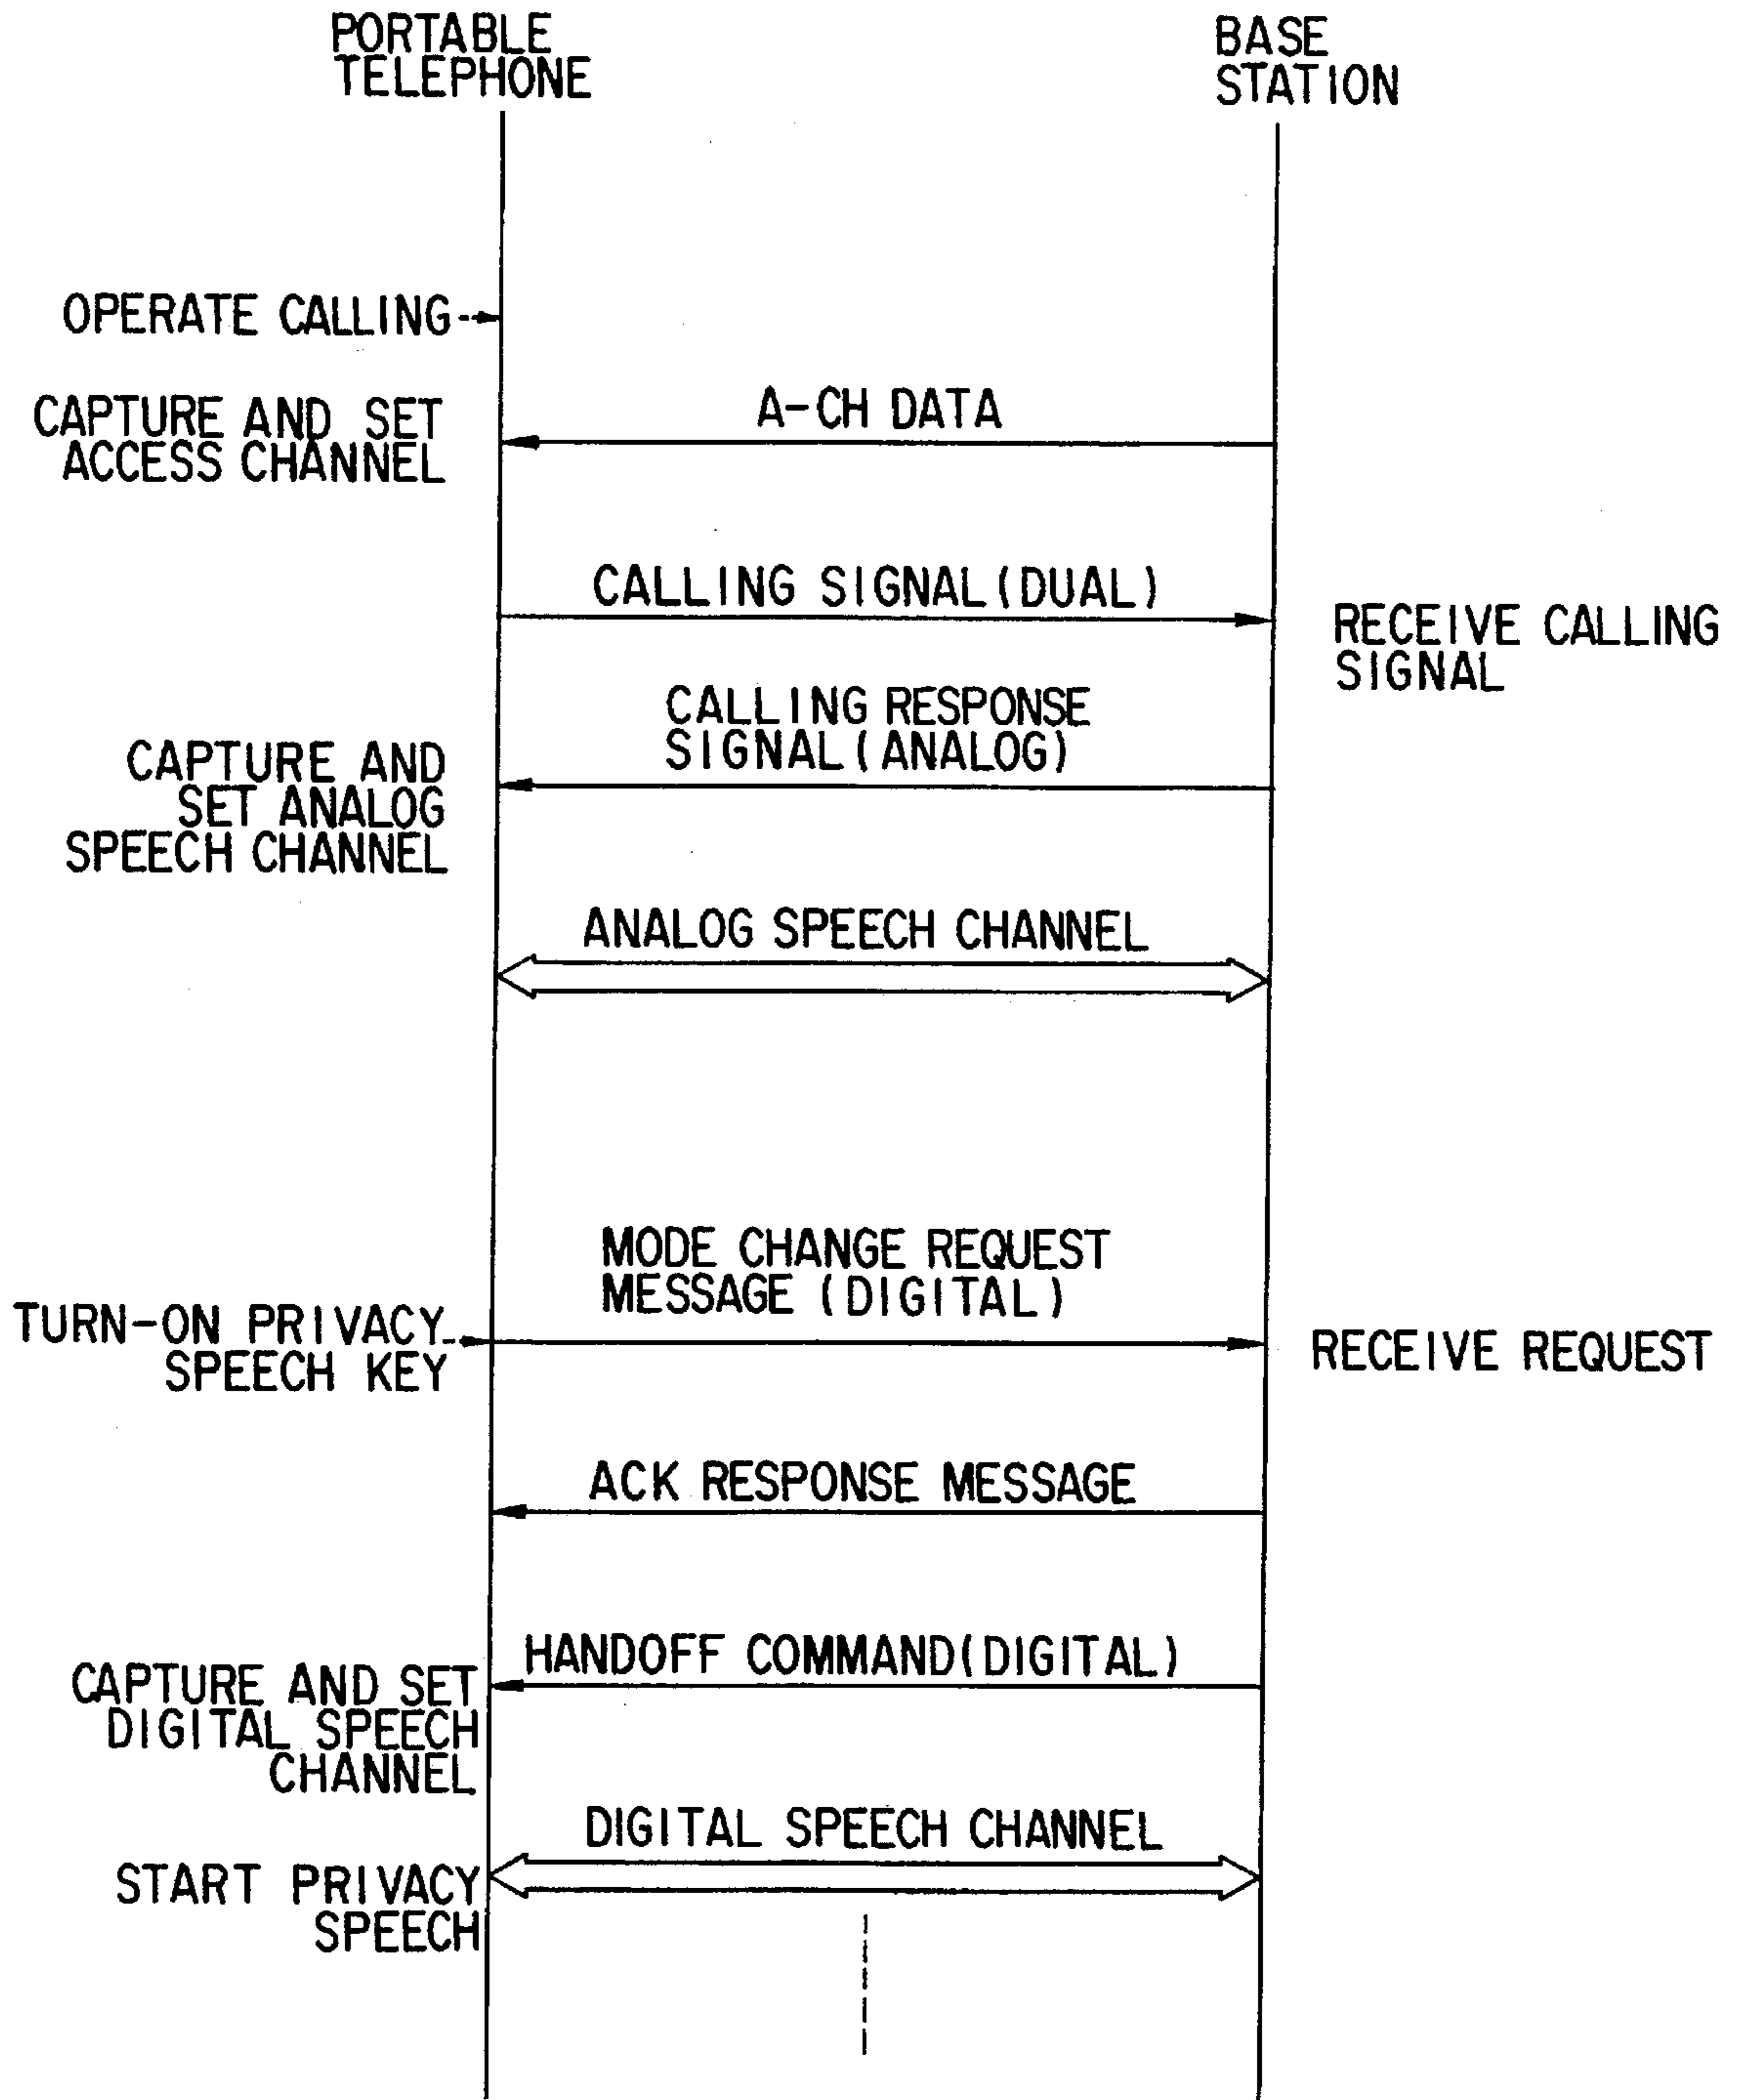 PORTABLE
TELEPHONE
BASE
STATION
OPERATE CALLING
A-CH DATA
CAPTURE AND SET
ACCESS CHANNEL
CALLING SIGNAL(DUAL)
RECEIVE CALLING
SIGNAL
CALLING RESPONSE
SIGNAL(ANALOG)
CAPTURE AND
SET ANALOG
SPEECH CHANNEL
ANALOG SPEECH CHANNEL
MODE CHANGE REQUEST
MESSAGE (DIGITAL)
TURN-ON PRIVACY
SPEECH KEY
RECEIVE REQUEST
ACK RESPONSE MESSAGE
HANDOFF COMMAND(DIGITAL)
CAPTURE AND SET
DIGITAL SPEECH
CHANNEL
DIGITAL SPEECH CHANNEL
START PRIVACY
SPEECH